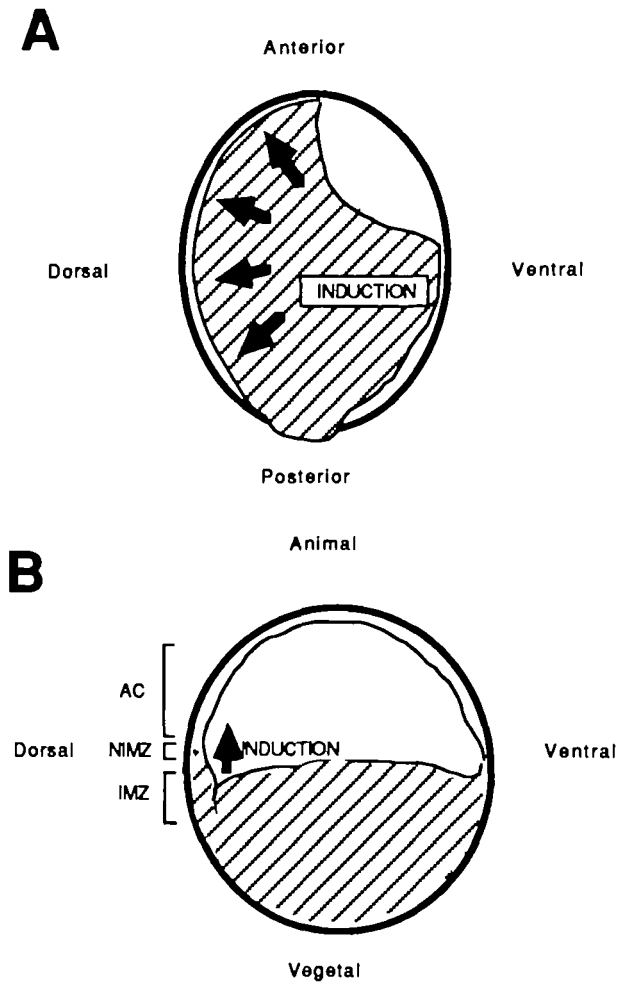 A
Anterior
Dorsal
Ventral
INDUCTION
Posterior
Animal
B
AC
Dorsal
NIMZ
INDUCTION
Ventral
IMZ
Vegetal